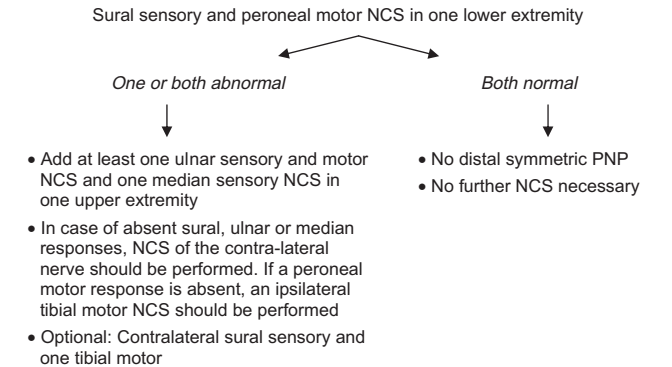 Sural sensory and peroneal motor NCS in one lower extremity
One or both abnormal
• Add at least one ulnar sensory and motor
NCS and one median sensory NCS in
one upper extremity
• In case of absent sural, ulnar or median
responses, NCS of the contra-lateral
nerve should be performed. If a peroneal
motor response is absent, an ipsilateral
tibial motor NCS should be performed
• Optional: Contralateral sural sensory and
one tibial motor
Both normal
• No distal symmetric PNP
• No further NCS necessary